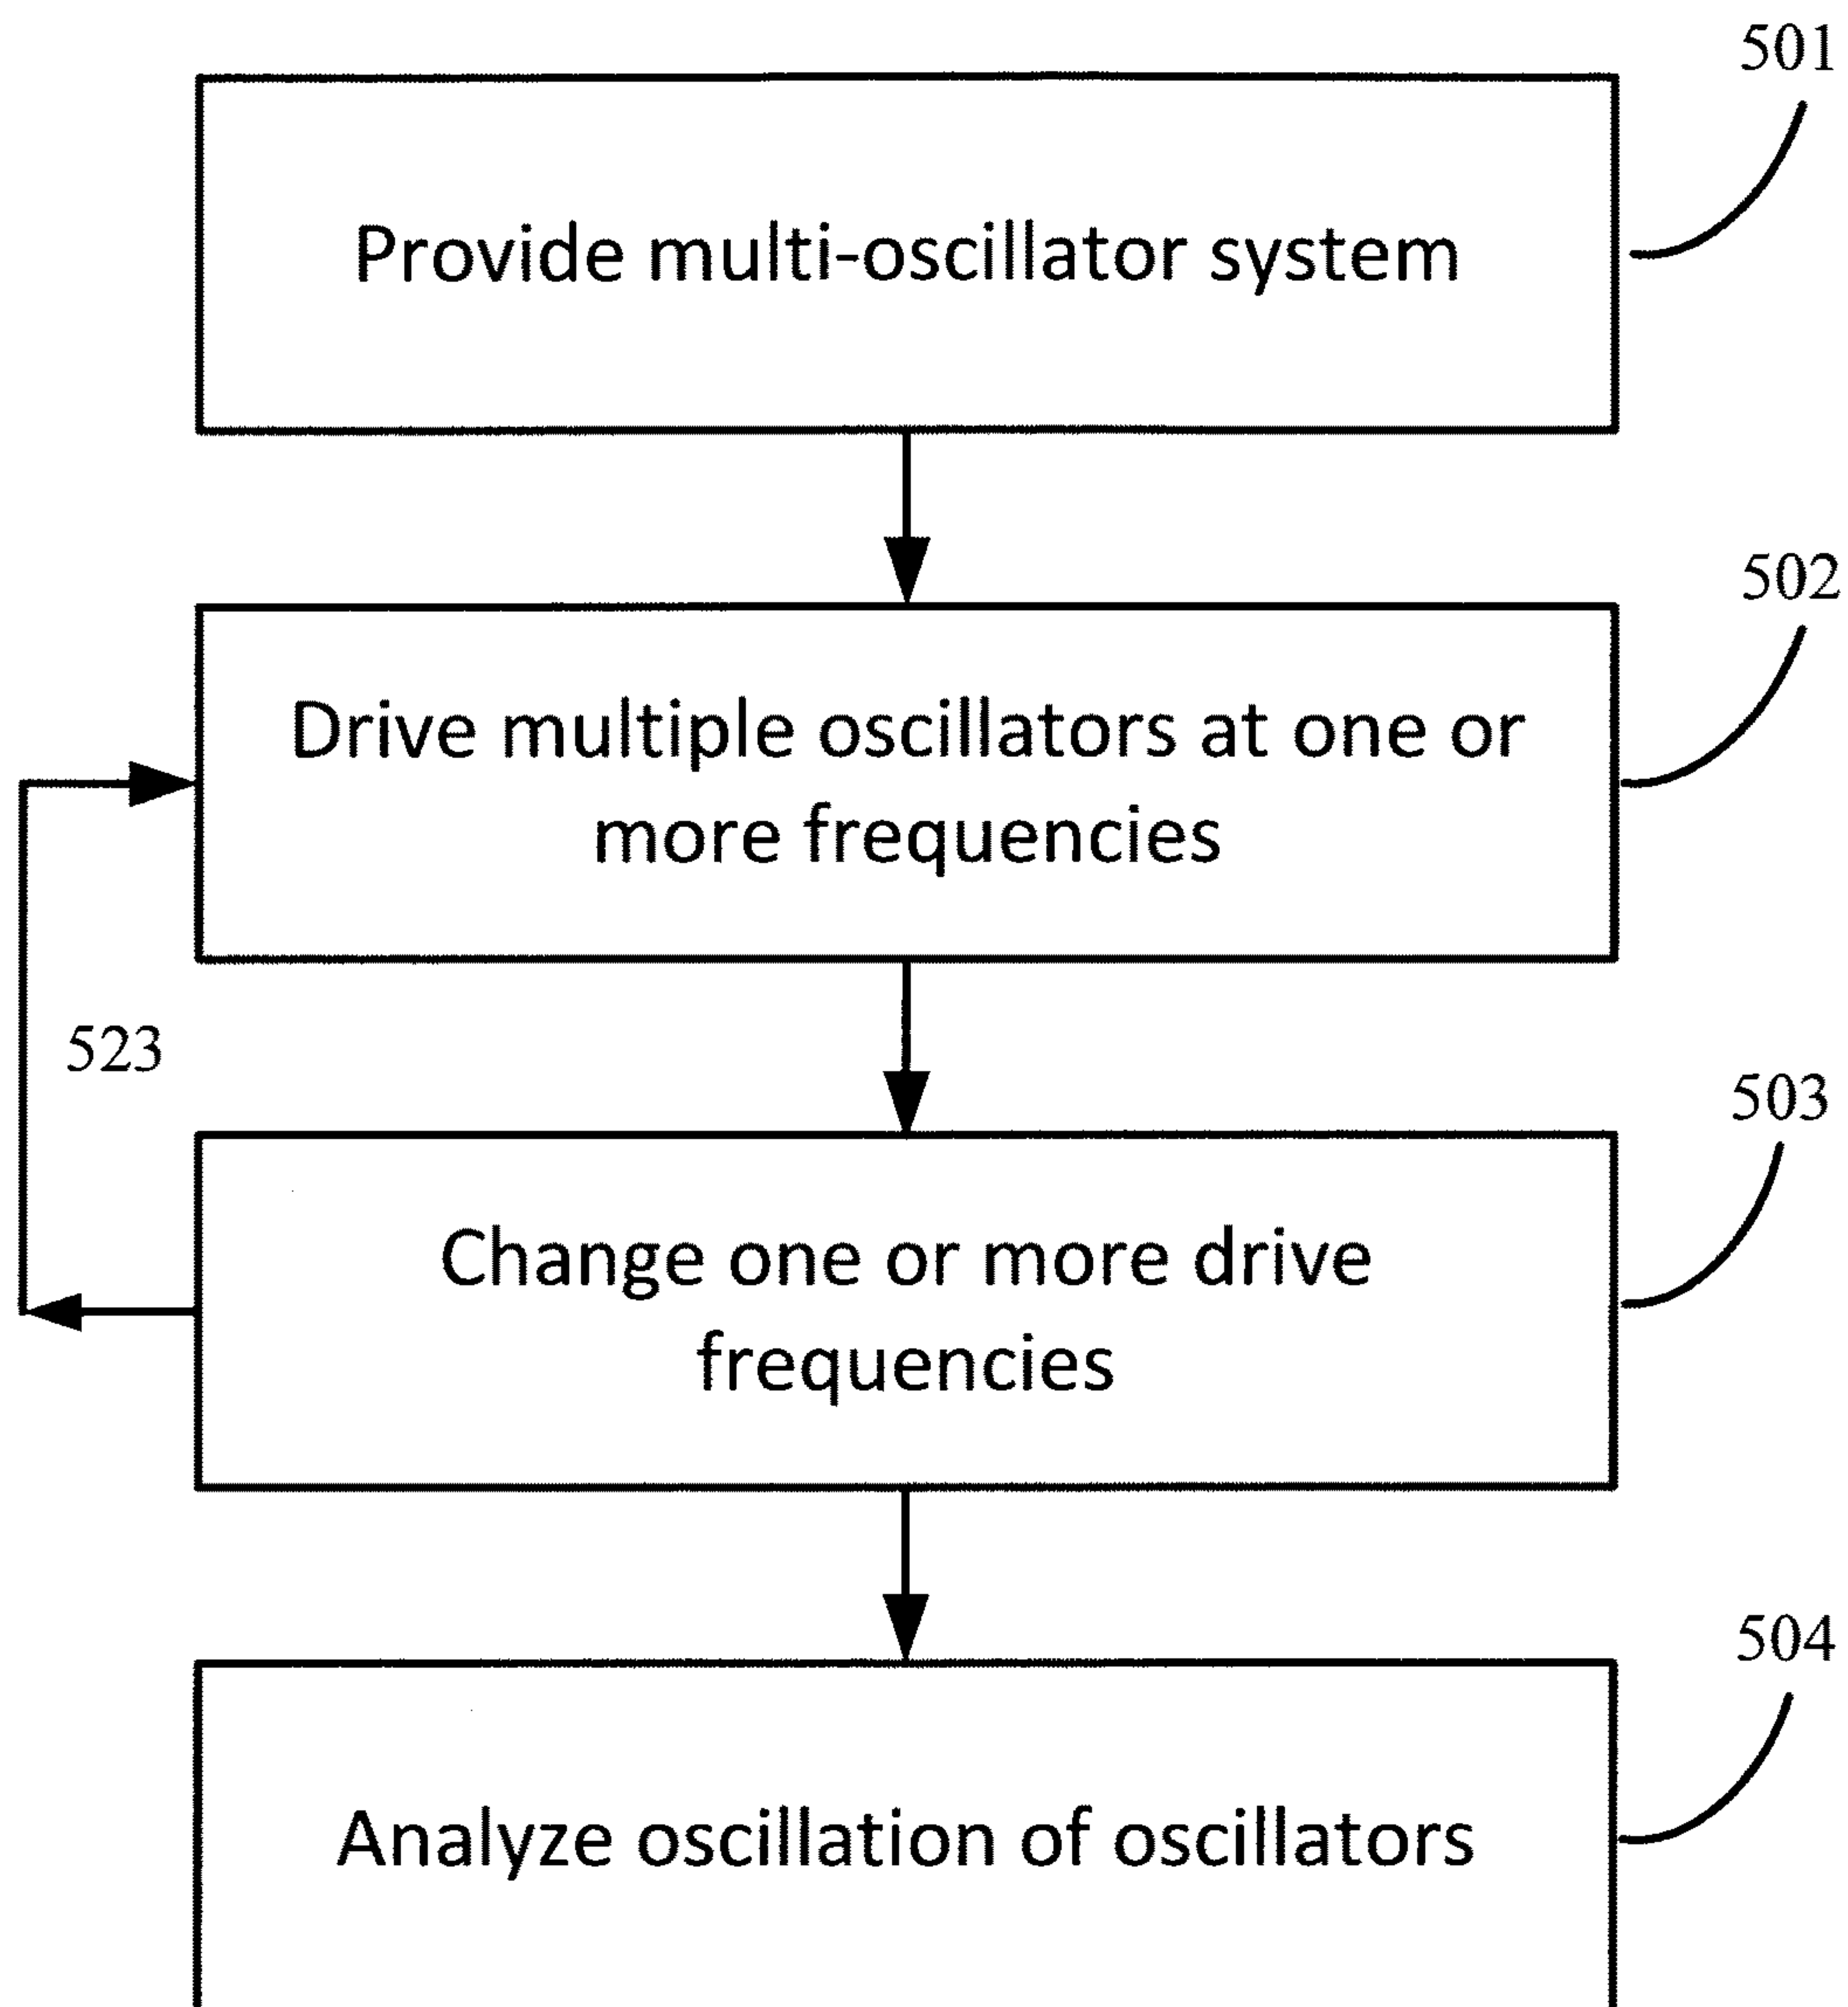 501
Provide multi-oscillator system
502
Drive multiple oscillators at one or
more frequencies
523
503
Change one or more drive
frequencies
504
Analyze oscillation of oscillators